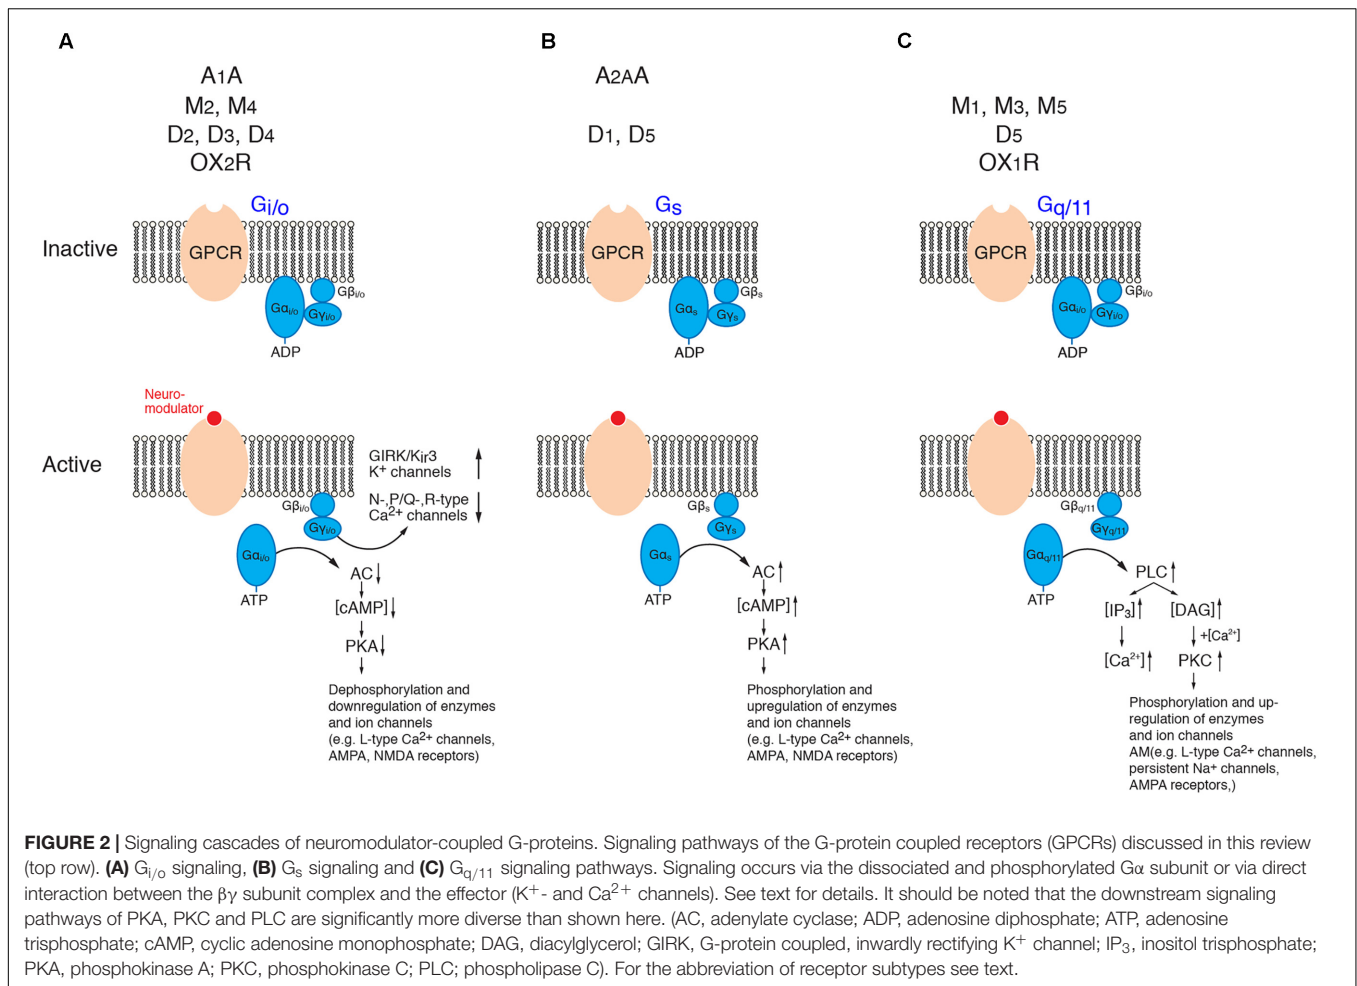 A
B
C
A1A
A2AA
M2, M4
M1, M3, M5
D2, D3, D4
D1, D5
D5
OX2R
OX1R
Gi/o
Gs
Gq/11
Inactive
GPCR
GPCR
GPCR
Gβi/o
Gαi/o
Gγi/o
ADP
Gβs
Gαs
Gγs
ADP
Gβi/o
Gαi/o
Gγi/o
ADP
Active
Neuro-
modulator
GIRK/Kir3
K+ channels
N-,P/Q-,R-type
Ca2+ channels
Gβi/o
Gγi/o
Gαi/o
ATP
AC
[cAMP]
PKA
Dephosphorylation and
downregulation of enzymes
and ion channels
(e.g. L-type Ca2+ channels,
AMPA, NMDA receptors)
Gβs
Gγs
Gαs
ATP
AC
[cAMP]
PKA
Phosphorylation and
upregulation of enzymes
and ion channels
(e.g. L-type Ca2+ channels,
AMPA, NMDA receptors)
Gβq/11
Gγq/11
Gαq/11
ATP
PLC
[IP3] [DAG]
+[Ca2+]
[Ca2+] PKC
Phosphorylation and up-
regulation of enzymes
and ion channels
AM(e.g. L-type Ca2+ channels,
persistent Na+ channels,
AMPA receptors,)
FIGURE 2 | Signaling cascades of neuromodulator-coupled G-proteins. Signaling pathways of the G-protein coupled receptors (GPCRs) discussed in this review
(top row). (A) Gi/o signaling, (B) Gs signaling and (C) Gq/11 signaling pathways. Signaling occurs via the dissociated and phosphorylated Gα subunit or via direct
interaction between the βγ subunit complex and the effector (K+- and Ca2+ channels). See text for details. It should be noted that the downstream signaling
pathways of PKA, PKC and PLC are significantly more diverse than shown here. (AC, adenylate cyclase; ADP, adenosine diphosphate; ATP, adenosine
trisphosphate; cAMP, cyclic adenosine monophosphate; DAG, diacylglycerol; GIRK, G-protein coupled, inwardly rectifying K+ channel; IP3, inositol trisphosphate;
PKA, phosphokinase A; PKC, phosphokinase C; PLC; phospholipase C). For the abbreviation of receptor subtypes see text.